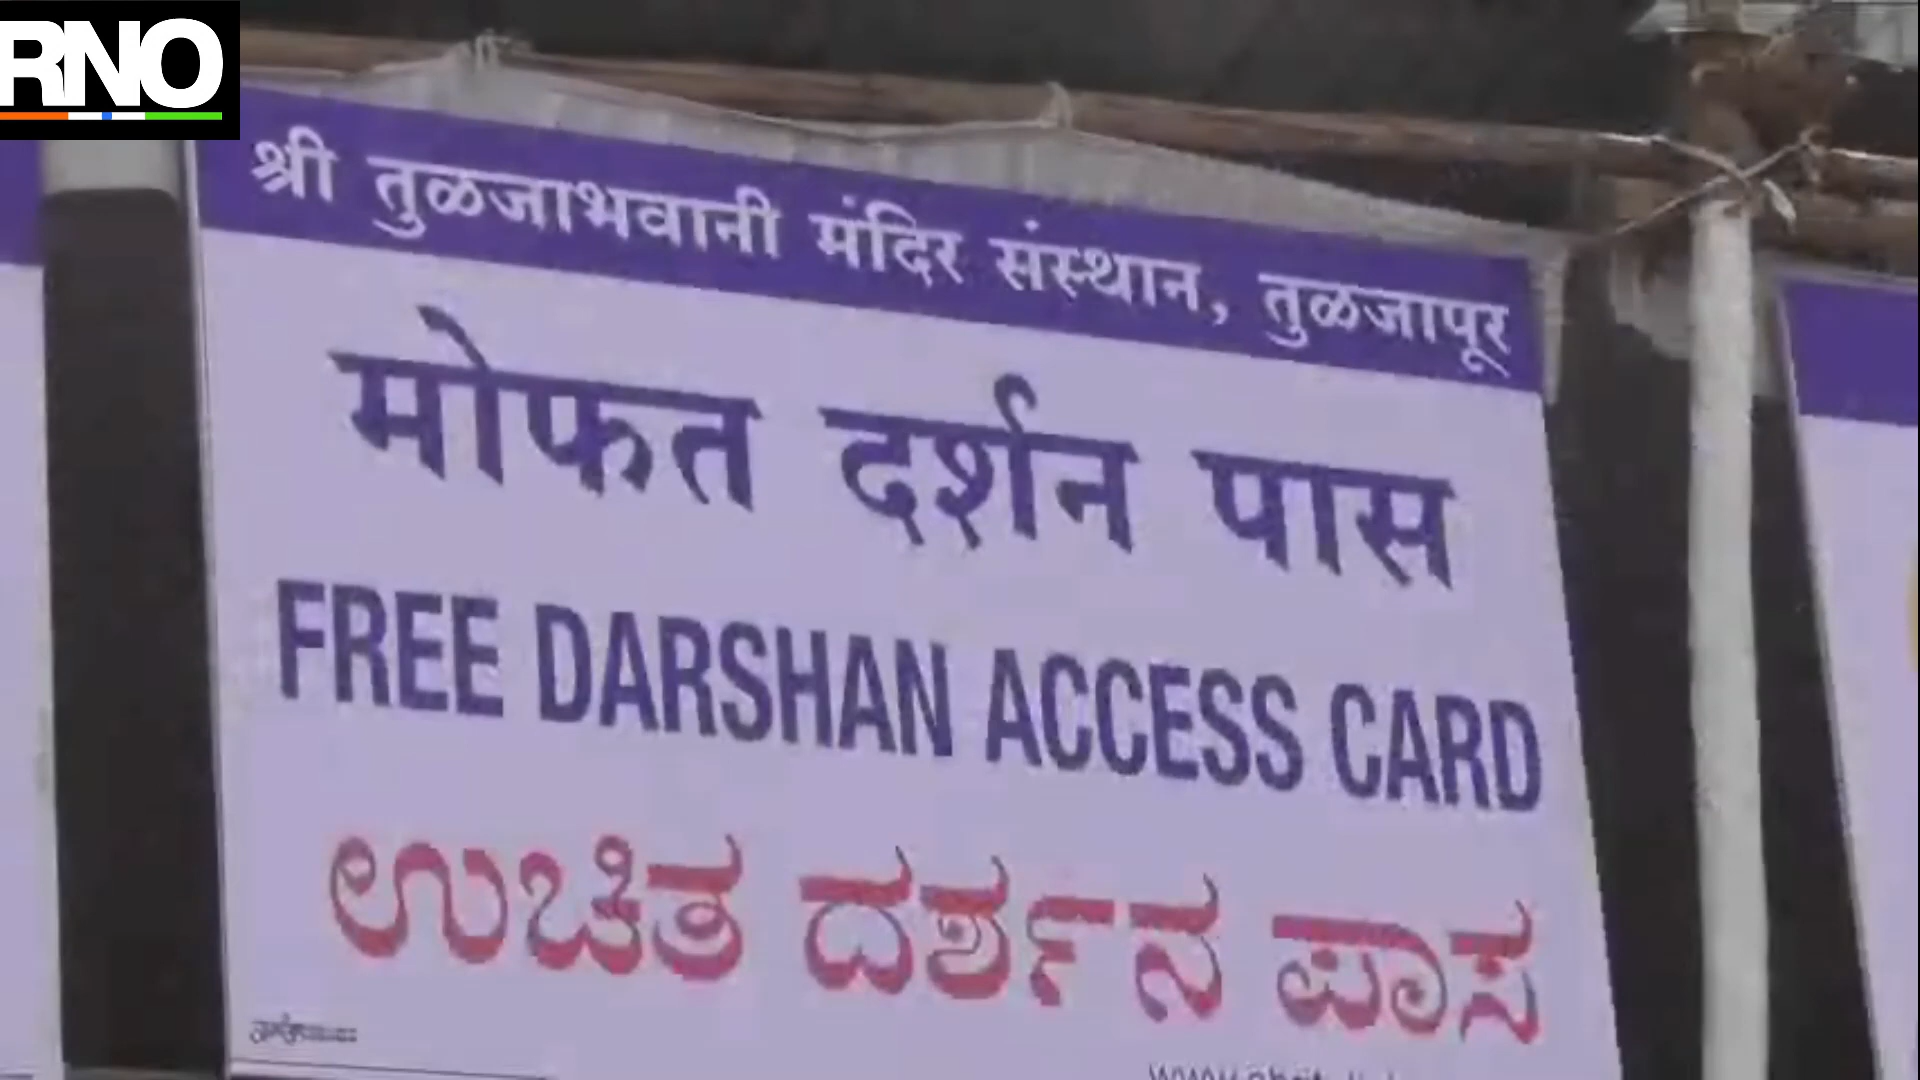 RNO
श्री तुळजाभवानी मंदिर संस्थान, तुळजापूर
मोफत दर्शन पास
FREE DARSHAN ACCESS CARD
ಉಚಿತ ದರ್ಶನ ಪಾಸ